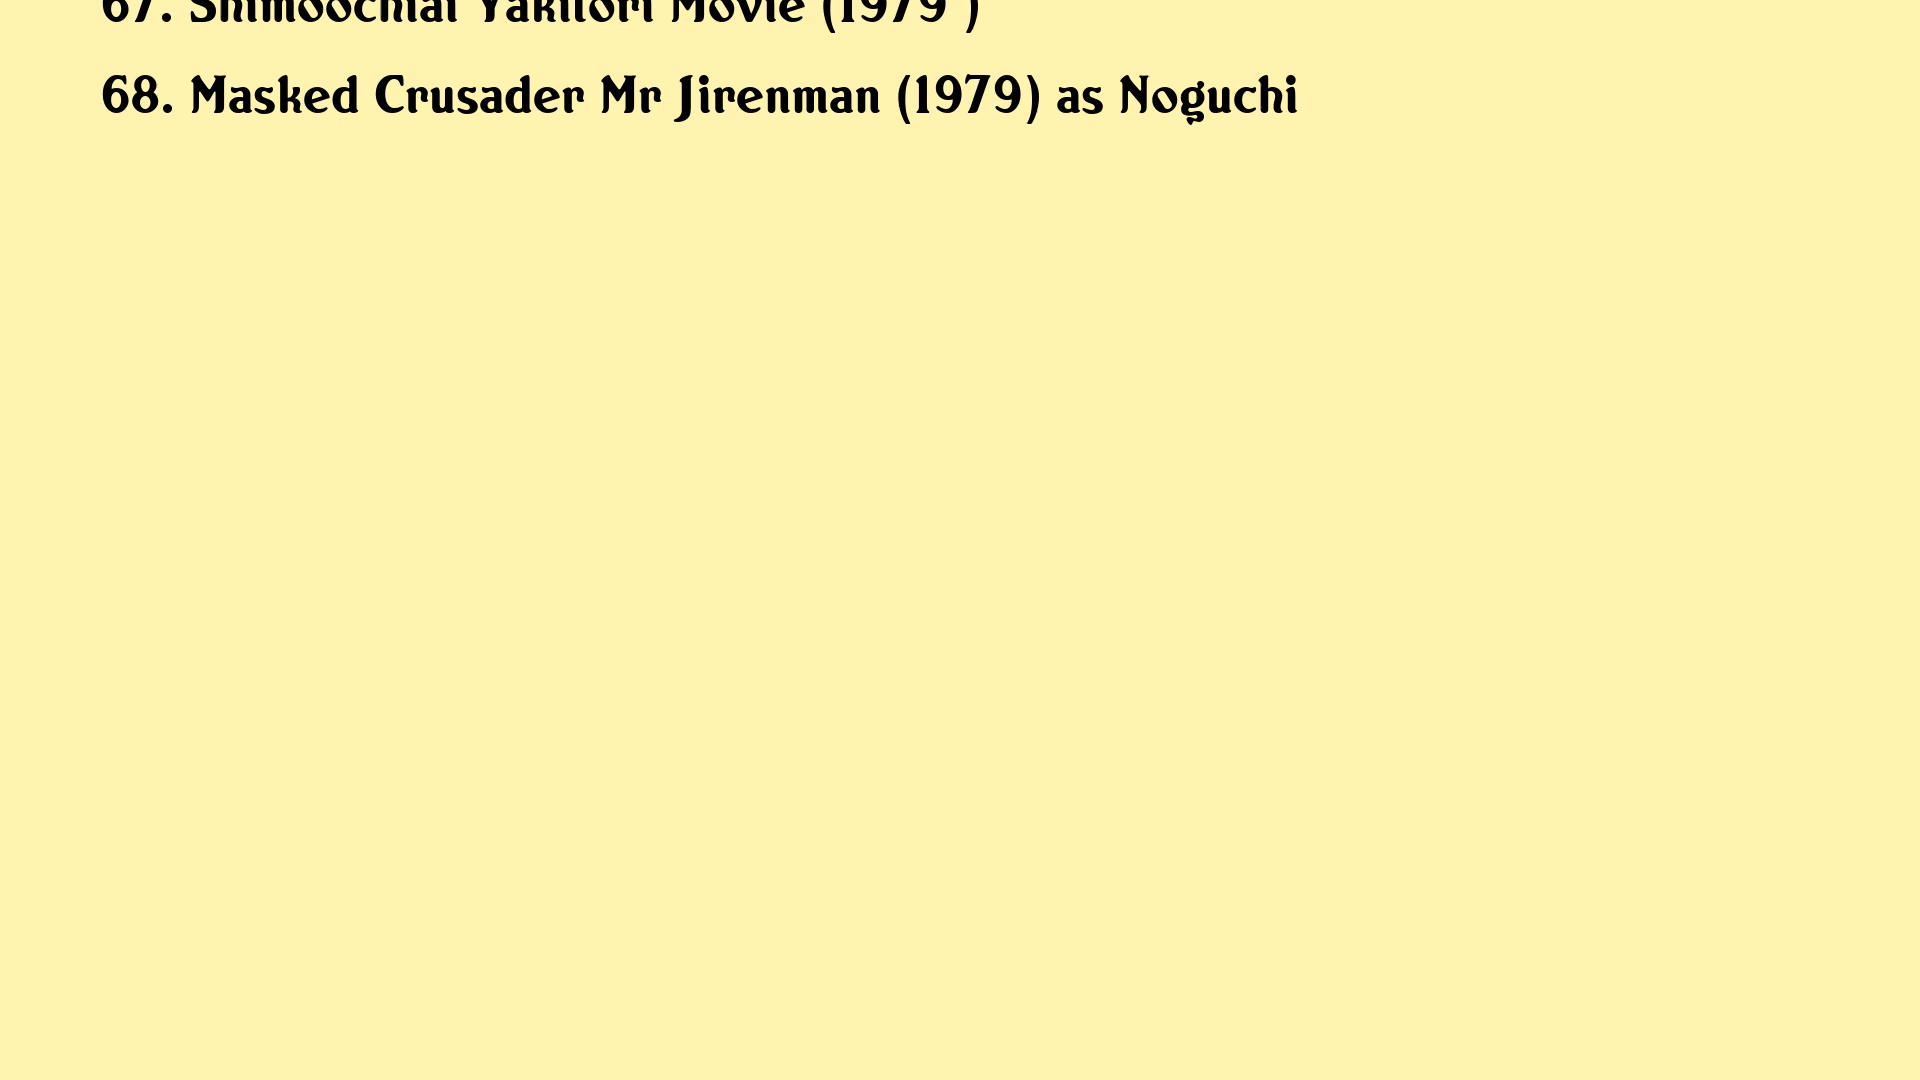 67. Shimoochiai Yakitori Movie (1979 )
68. Masked Crusader Mr Jirenman (1979) as Noguchi